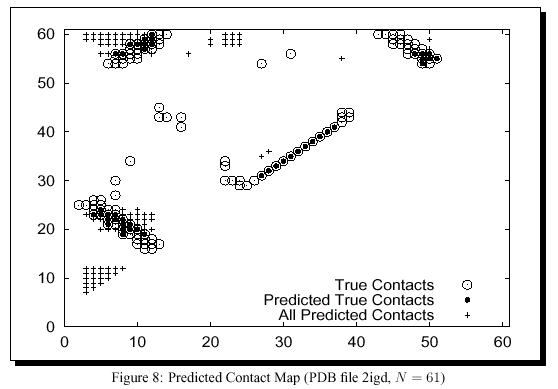 60
50
40
30
20
10
0
0 10 20 30 40 50 60
True Contacts
Predicted True Contacts
All Predicted Contacts
Figure 8: Predicted Contact Map (PDB file 2igd, N = 61)